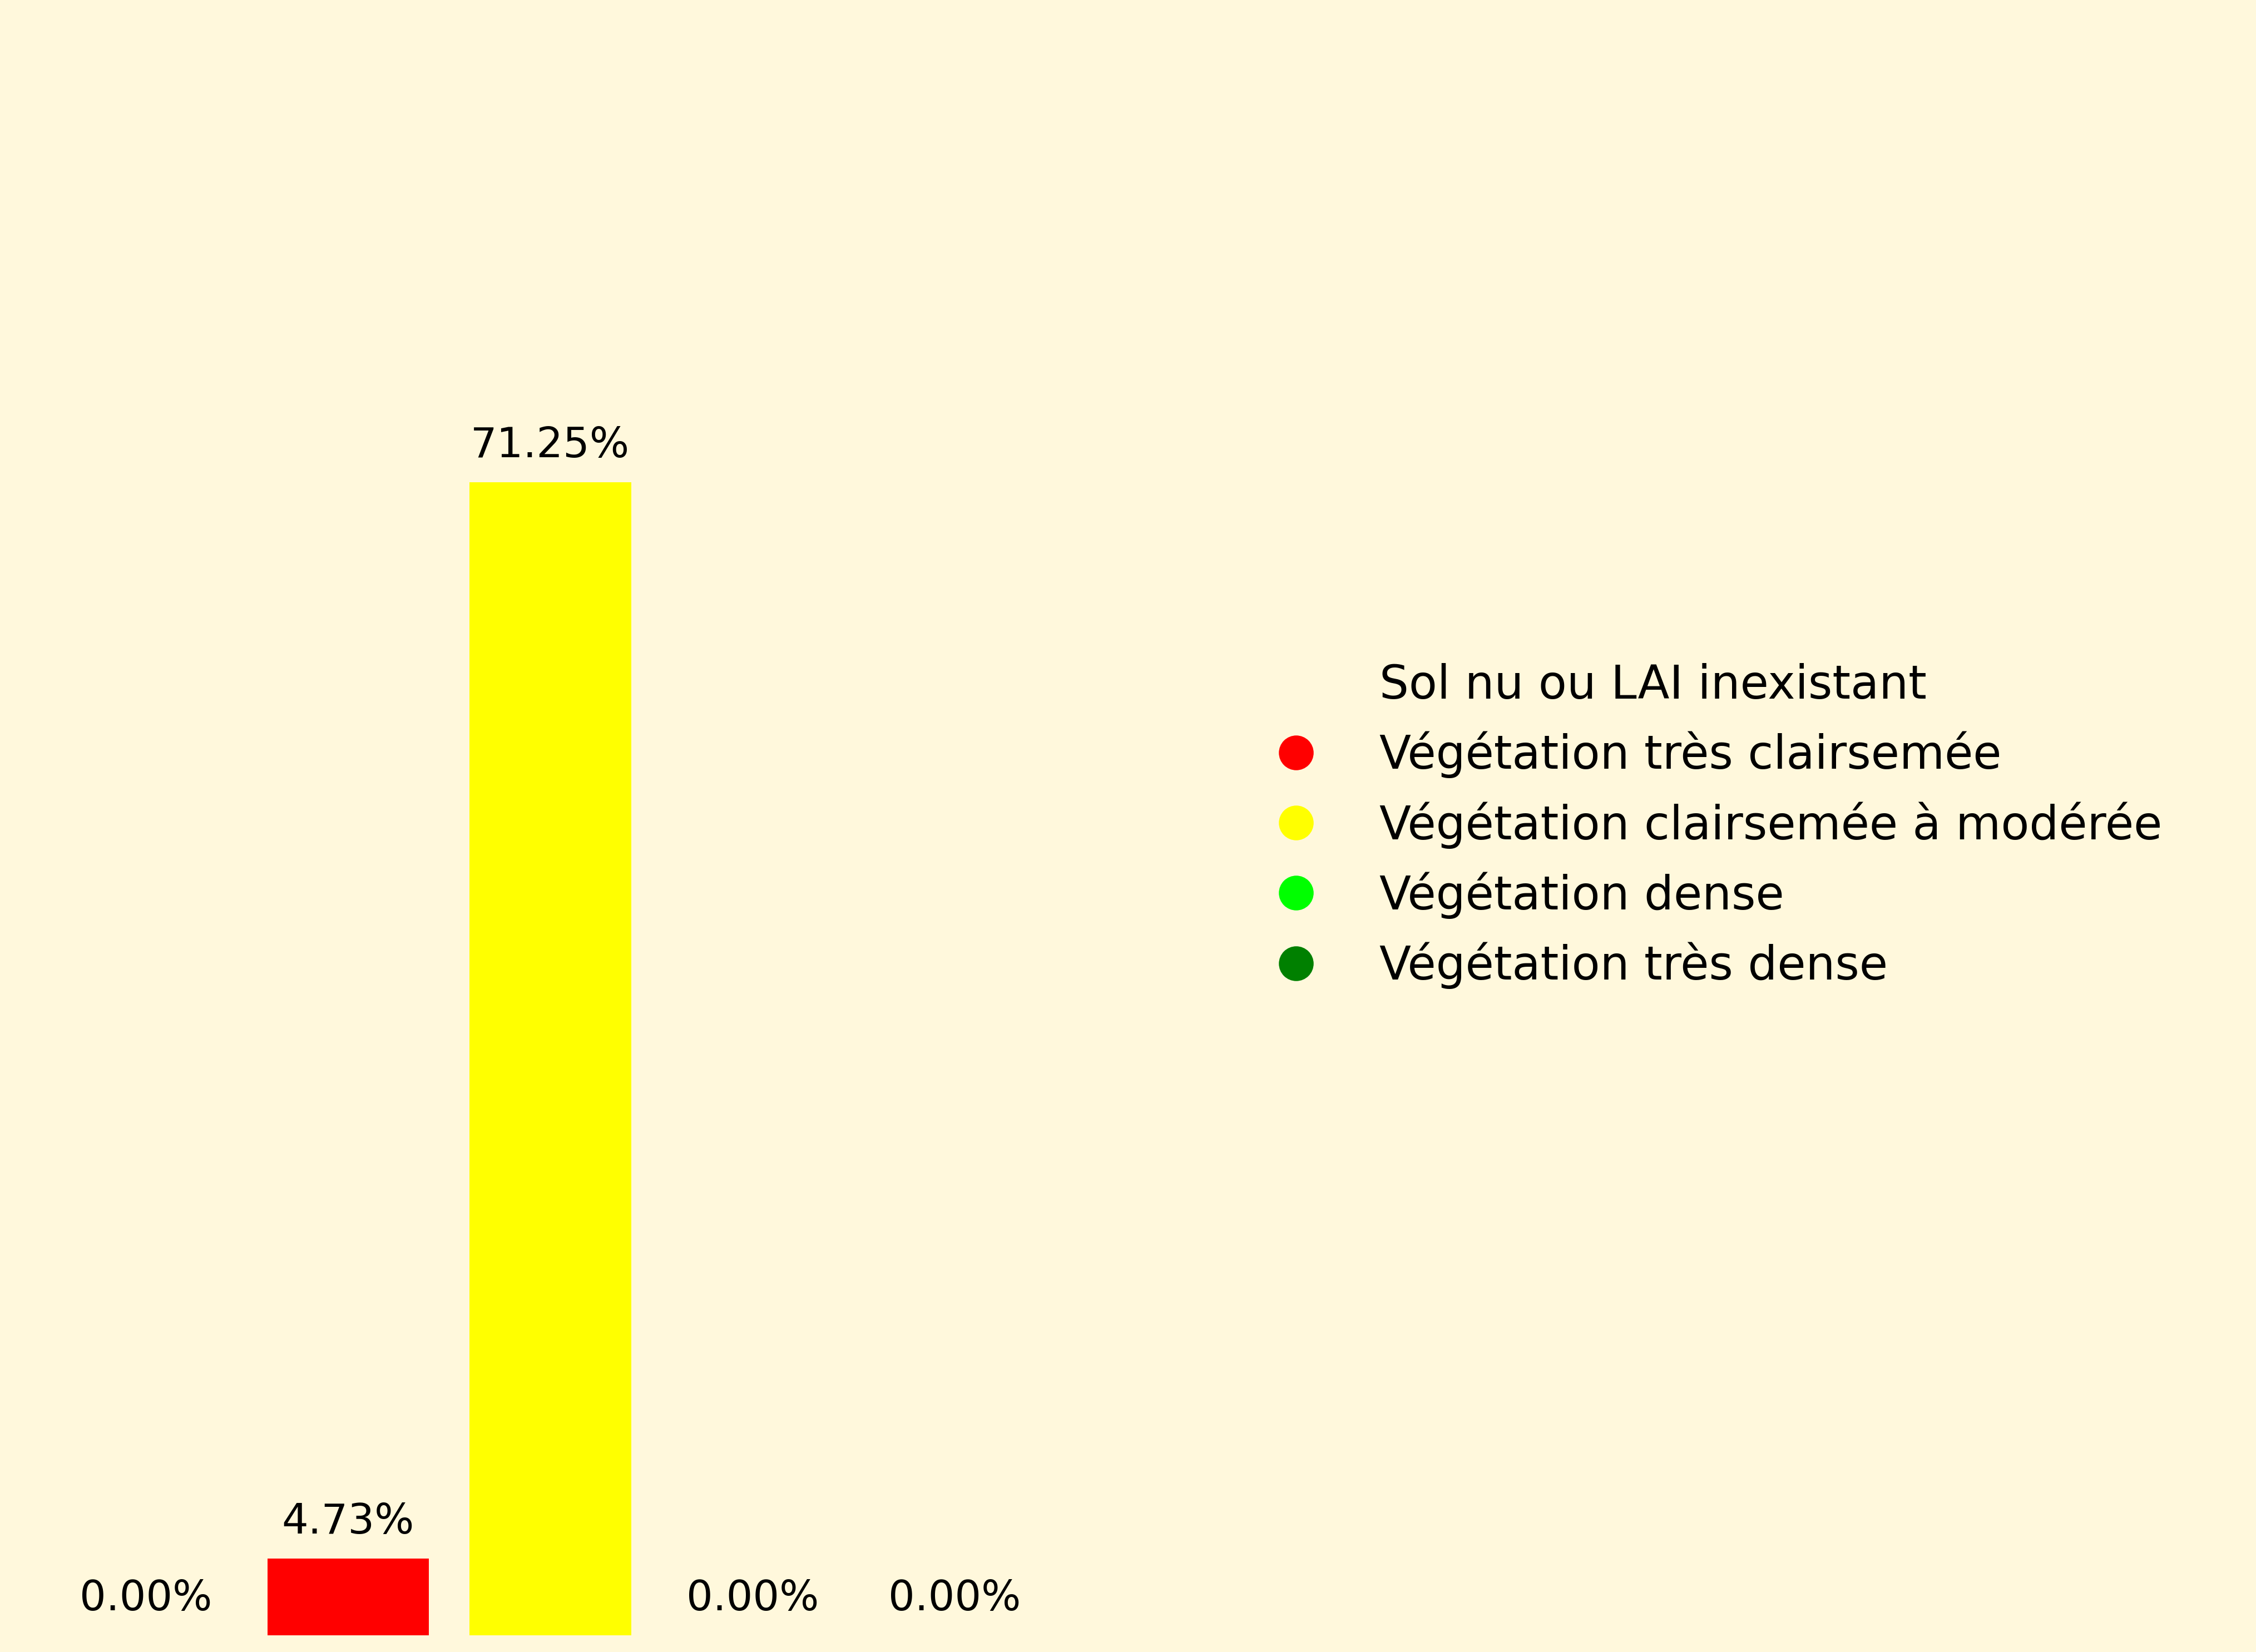 71.25%
Sol nu ou LAI inexistant
Végétation très clairsemée
Végétation clairsemée à modérée
Végétation dense
Végétation très dense
4.73%
0.00%
0.00%
0.00%